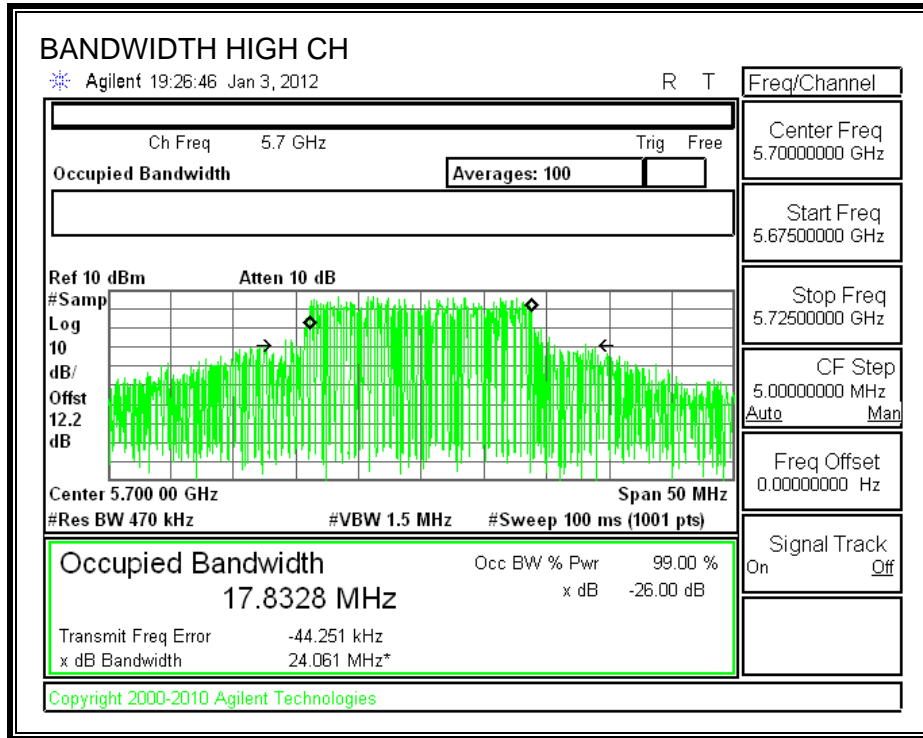 BANDWIDTH HIGH CH
Agilent 19:26:46 Jan 3, 2012 R T
Freq/Channel
Ch Freq 5.7 GHz Trig Free
Occupied Bandwidth Averages: 100
Center Freq
5.70000000 GHz
Start Freq
5.67500000 GHz
Stop Freq
5.72500000 GHz
CF Step
5.00000000 MHz
Auto Man
Freq Offset
0.00000000 Hz
Signal Track
On Off
Ref 10 dBm Atten 10 dB
#Samp
Log
10
dB/
Offst
12.2
dB
Center 5.700 00 GHz Span 50 MHz
#Res BW 470 kHz #VBW 1.5 MHz #Sweep 100 ms (1001 pts)
Occupied Bandwidth Occ BW % Pwr 99.00 %
17.8328 MHz x dB -26.00 dB
Transmit Freq Error -44.251 kHz
x dB Bandwidth 24.061 MHz*
Copyright 2000-2010 Agilent Technologies